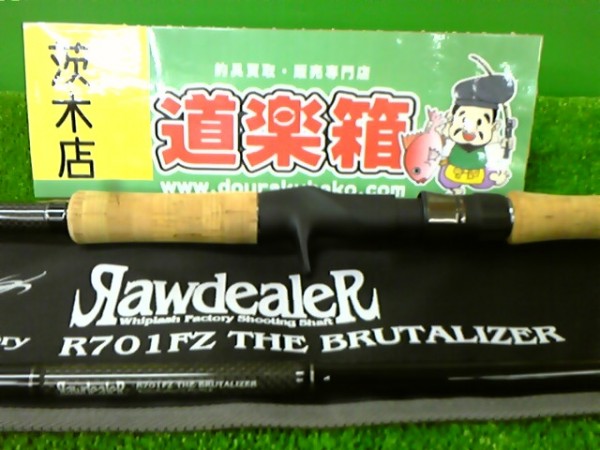 茨木店
釣具買取・販売専門店
道楽箱
www.dourakubako.com
RawdealeR
Whiplash Factory Shooting Shaft
R701FZ THE BRUTALIZER
RawdealeR R701FZ THE BRUTALIZER